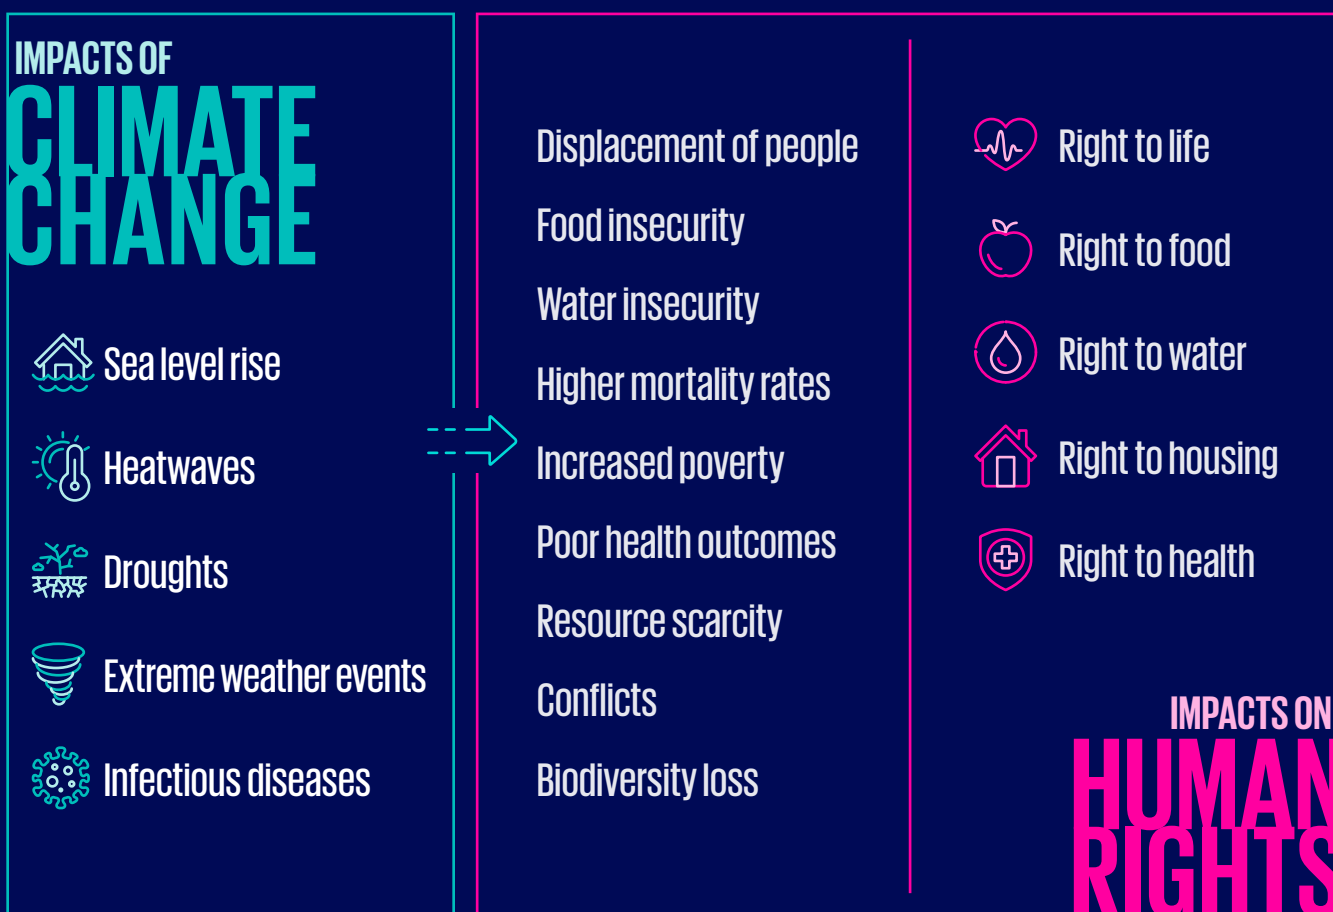 IMPACTS OF
CLIMATE
CHANGE
Sea level rise
Heatwaves
Droughts
Extreme weather events
Infectious diseases
Displacement of people
Food insecurity
Water insecurity
Higher mortality rates
Increased poverty
Poor health outcomes
Resource scarcity
Conflicts
Biodiversity loss
Right to life
Right to food
Right to water
Right to housing
Right to health
IMPACTS ON
HUMAN
RIGHTS